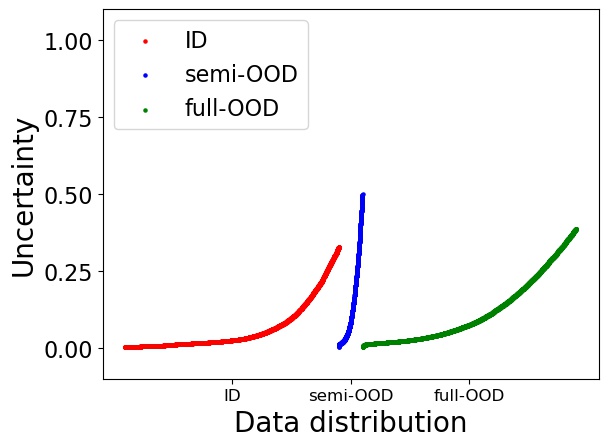 ID
semi-OOD
full-OOD
1.00
0.75
0.50
0.25
0.00
Uncertainty
ID semi-OOD full-OOD
Data distribution